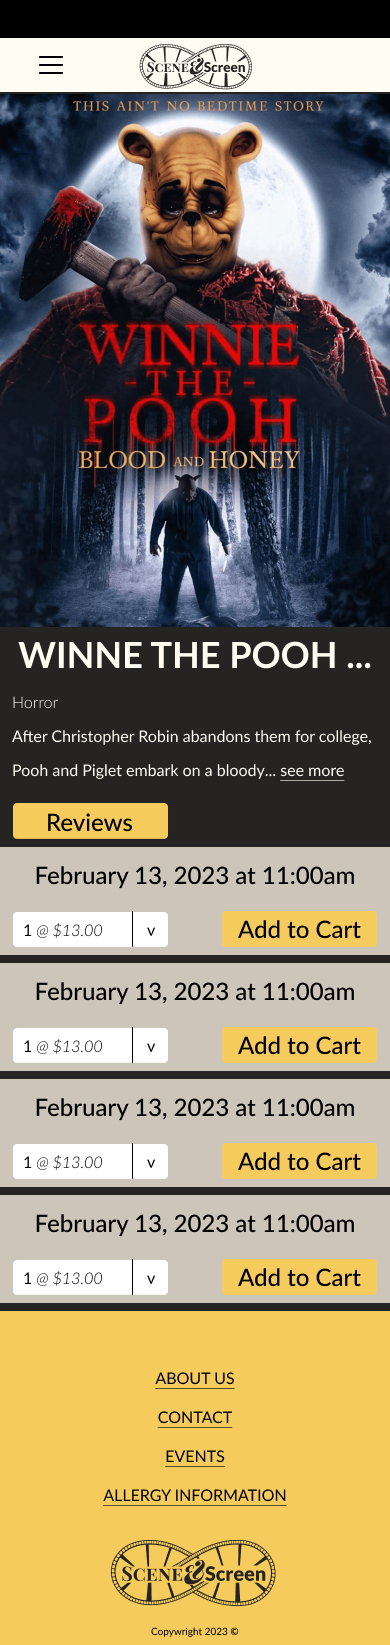 SCENE&Screen
THIS AIN'T NO BEDTIME STORY
WINNIE
-THE-
POOH
BLOOD AND HONEY
WINNE THE POOH ...
Horror
After Christopher Robin abandons them for college,
Pooh and Piglet embark on a bloody... see more
Reviews
February 13, 2023 at 11:00am
1 @ $13.00 v Add to Cart
February 13, 2023 at 11:00am
1 @ $13.00 v Add to Cart
February 13, 2023 at 11:00am
1 @ $13.00 v Add to Cart
February 13, 2023 at 11:00am
1 @ $13.00 v Add to Cart
ABOUT US
CONTACT
EVENTS
ALLERGY INFORMATION
SCENE&Screen
Copywright 2023 ©